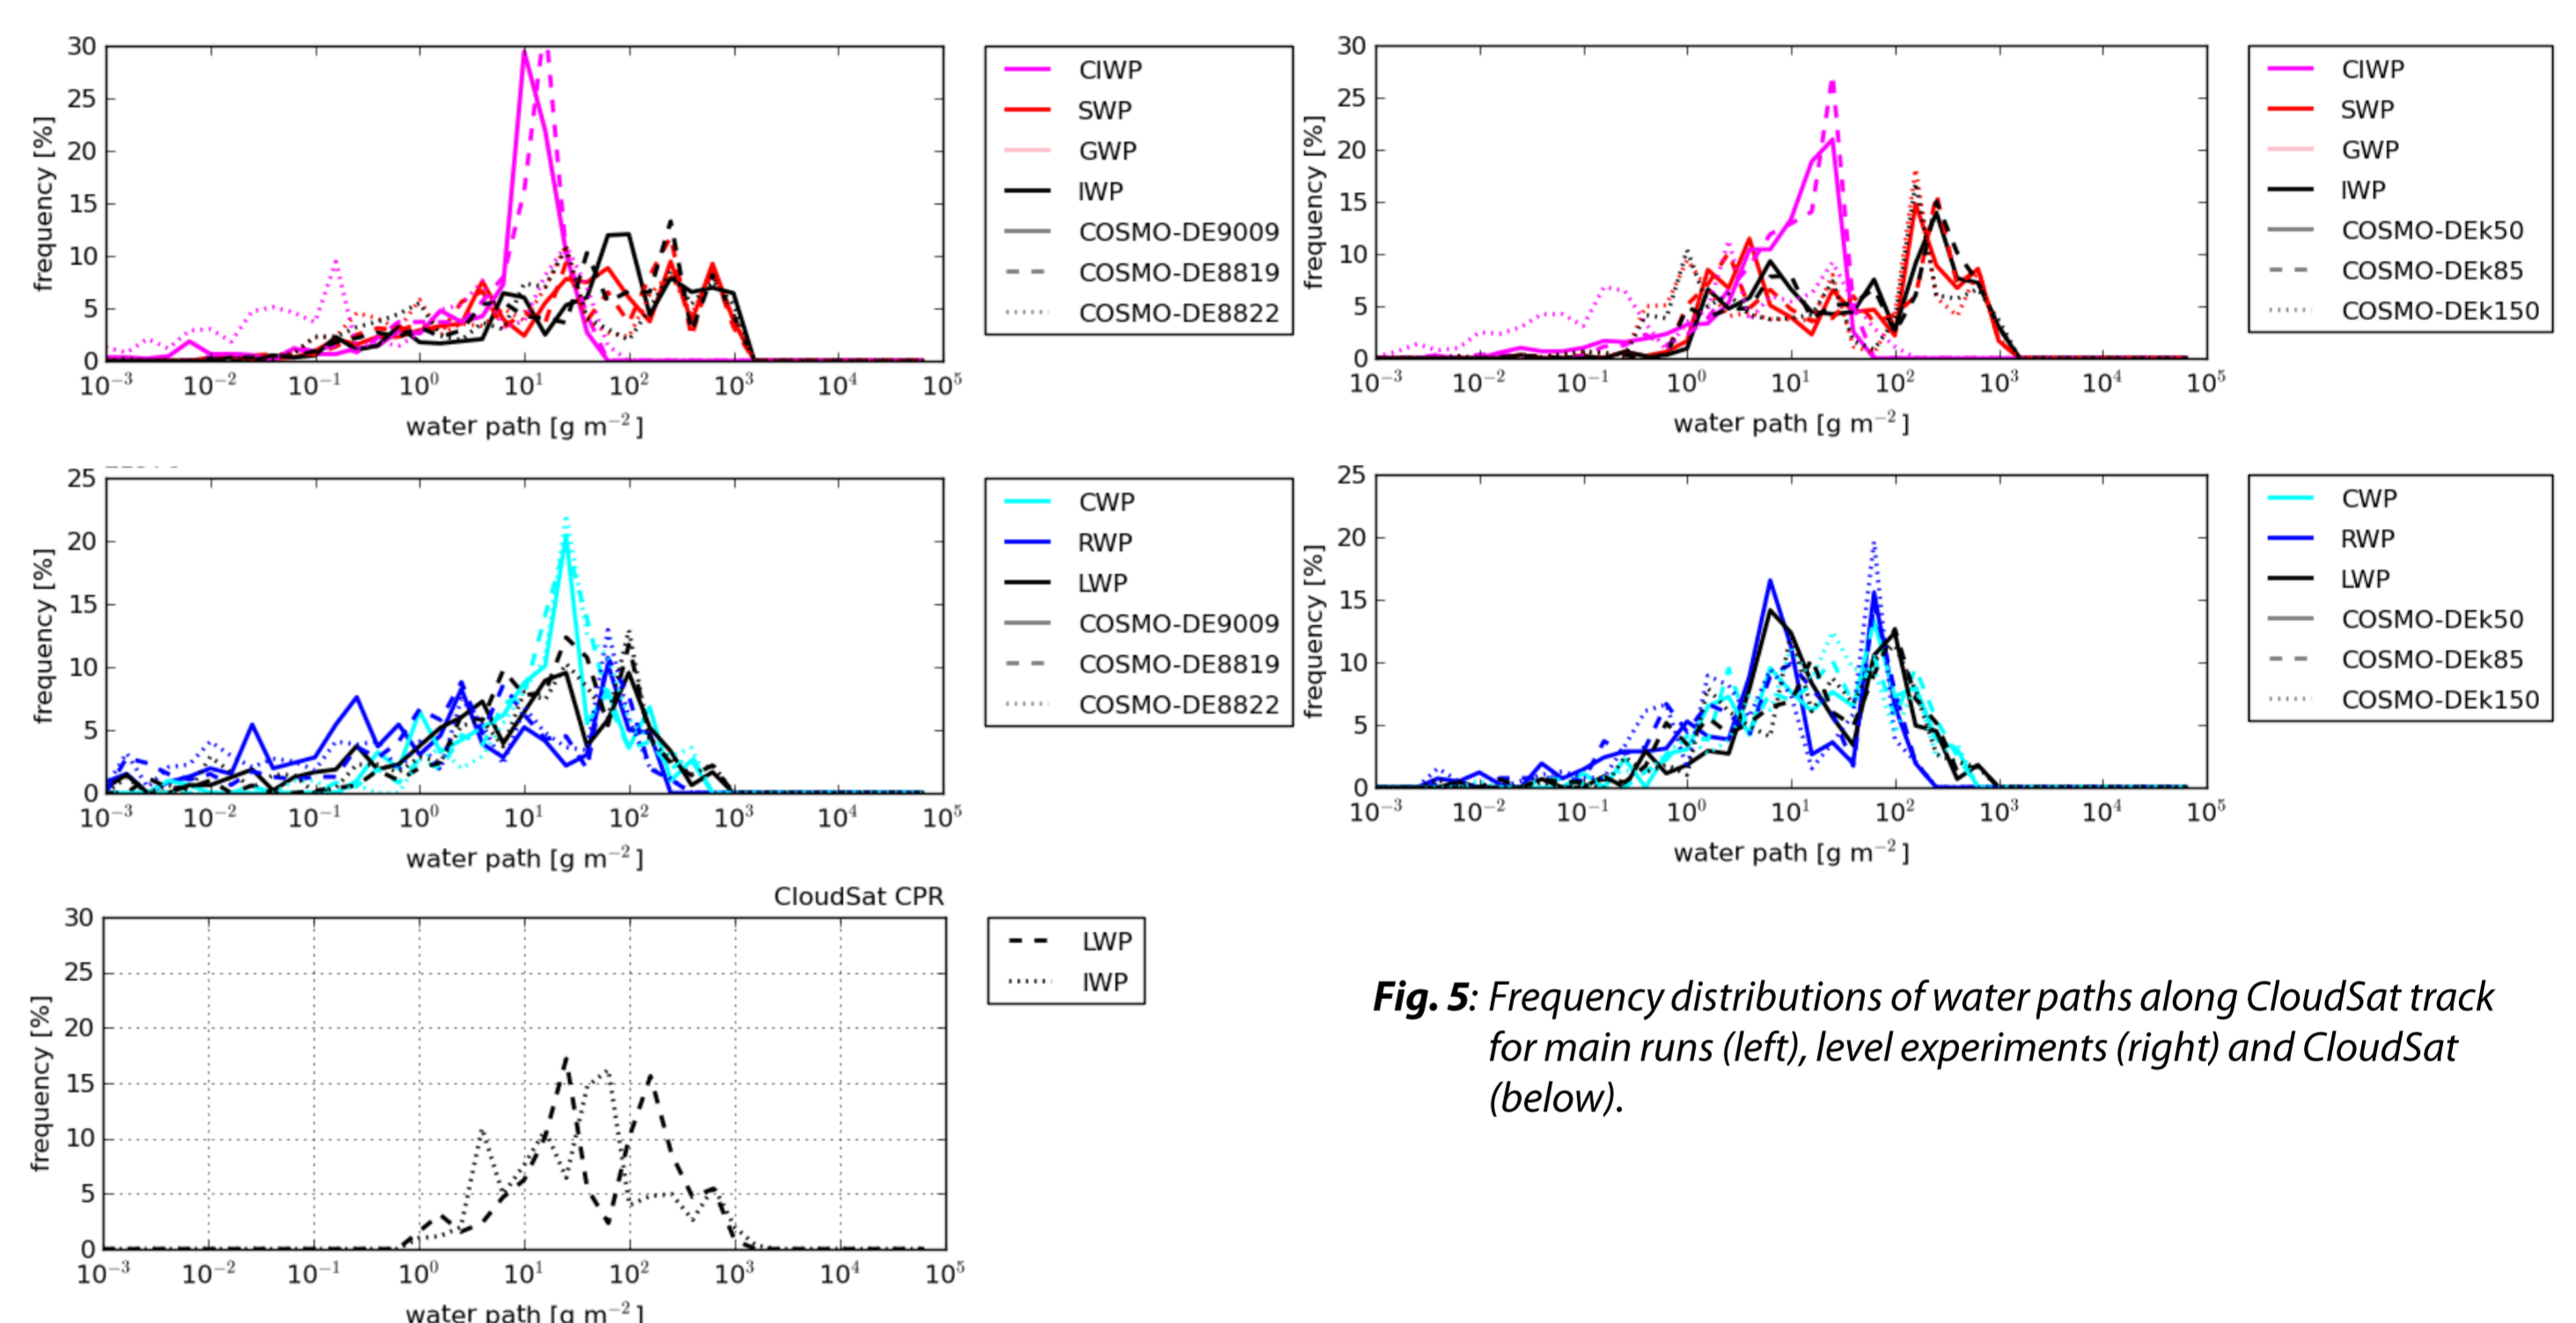 30
25
20
15
10
5
0
frequency [%]
10⁻³ 10⁻² 10⁻¹ 10⁰ 10¹ 10² 10³ 10⁴ 10⁵
water path [g m⁻²]
CIWP
SWP
GWP
IWP
COSMO-DE9009
COSMO-DE8819
COSMO-DE8822
30
25
20
15
10
5
0
frequency [%]
10⁻³ 10⁻² 10⁻¹ 10⁰ 10¹ 10² 10³ 10⁴ 10⁵
water path [g m⁻²]
CIWP
SWP
GWP
IWP
COSMO-DEk50
COSMO-DEk85
COSMO-DEk150
25
20
15
10
5
0
frequency [%]
10⁻³ 10⁻² 10⁻¹ 10⁰ 10¹ 10² 10³ 10⁴ 10⁵
water path [g m⁻²]
CWP
RWP
LWP
COSMO-DE9009
COSMO-DE8819
COSMO-DE8822
25
20
15
10
5
0
frequency [%]
10⁻³ 10⁻² 10⁻¹ 10⁰ 10¹ 10² 10³ 10⁴ 10⁵
water path [g m⁻²]
CWP
RWP
LWP
COSMO-DEk50
COSMO-DEk85
COSMO-DEk150
CloudSat CPR
30
25
20
15
10
5
0
frequency [%]
10⁻³ 10⁻² 10⁻¹ 10⁰ 10¹ 10² 10³ 10⁴ 10⁵
water path [g m⁻²]
LWP
IWP
Fig. 5: Frequency distributions of water paths along CloudSat track
for main runs (left), level experiments (right) and CloudSat
(below).